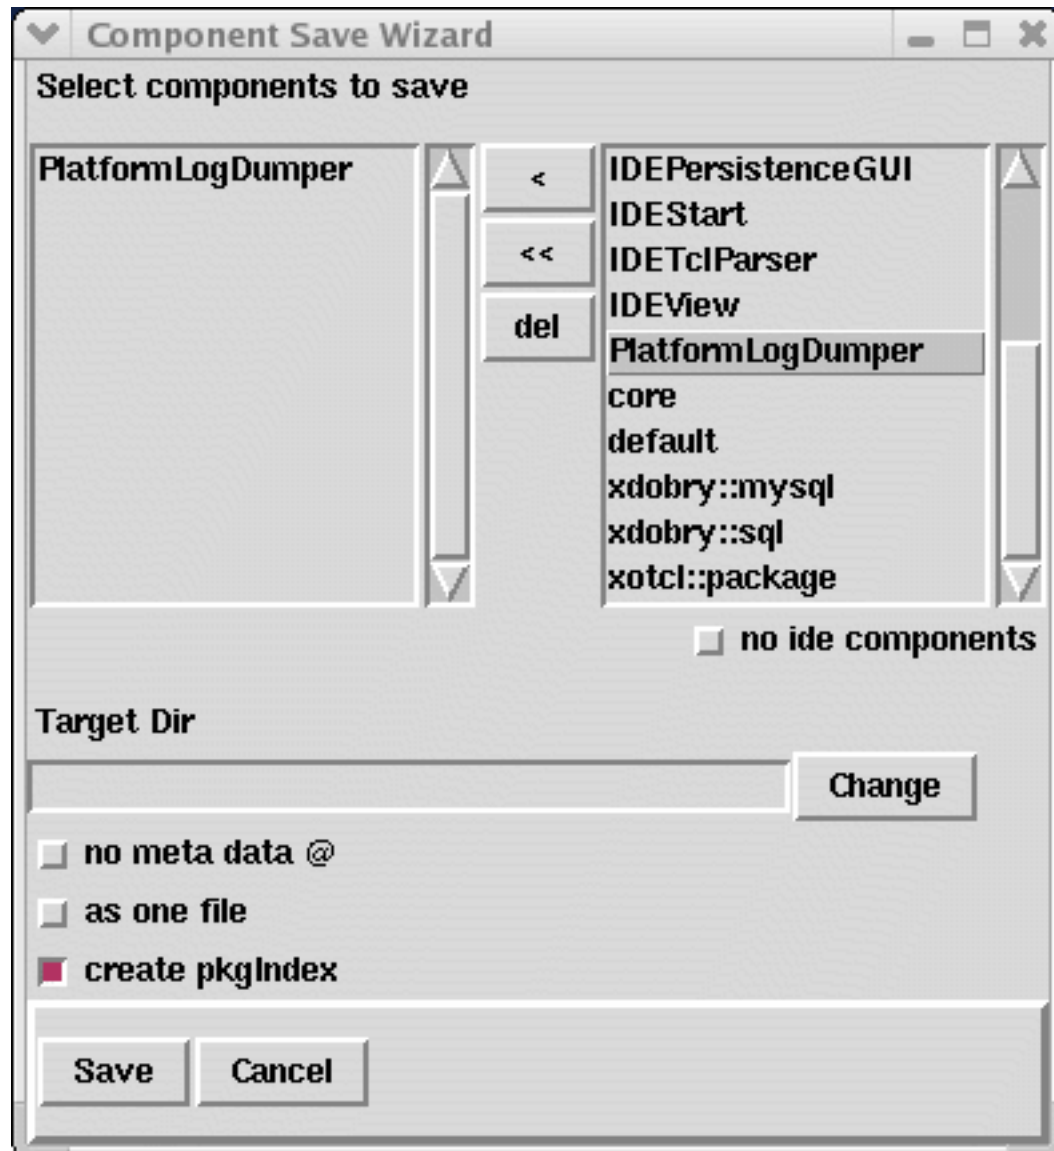 Component Save Wizard
Select components to save
PlatformLogDumper
<
<<
del
IDEPersistenceGUI
IDEStart
IDETclParser
IDEView
PlatformLogDumper
core
default
xdobry::mysql
xdobry::sql
xotcl::package
no ide components
Target Dir
Change
no meta data @
as one file
create pkgIndex
Save
Cancel